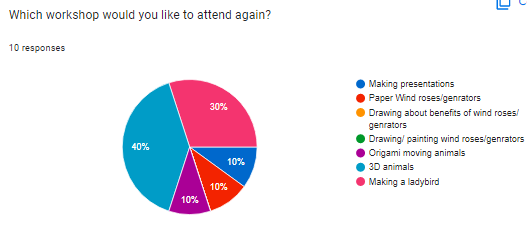 Which workshop would you like to attend again?
10 responses
30%
40%
10%
10%
10%
Making presentations
Paper Wind roses/genrators
Drawing about benefits of wind roses/
genrators
Drawing/ painting wind roses/genrators
Origami moving animals
3D animals
Making a ladybird